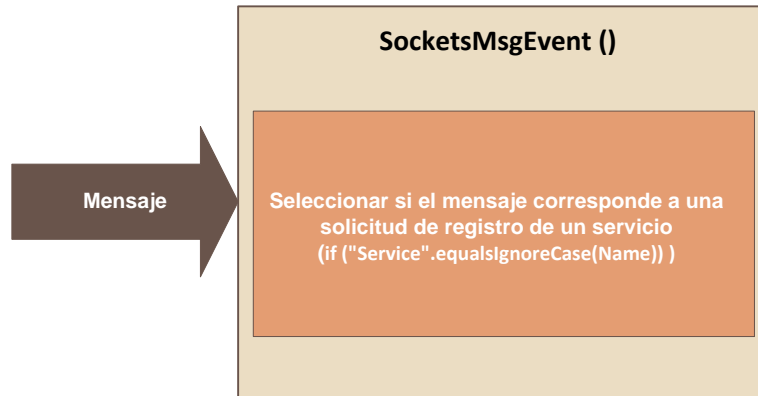 SocketsMsgEvent ()
Mensaje
Seleccionar si el mensaje corresponde a una
solicitud de registro de un servicio
(if ("Service".equalsIgnoreCase(Name)) )